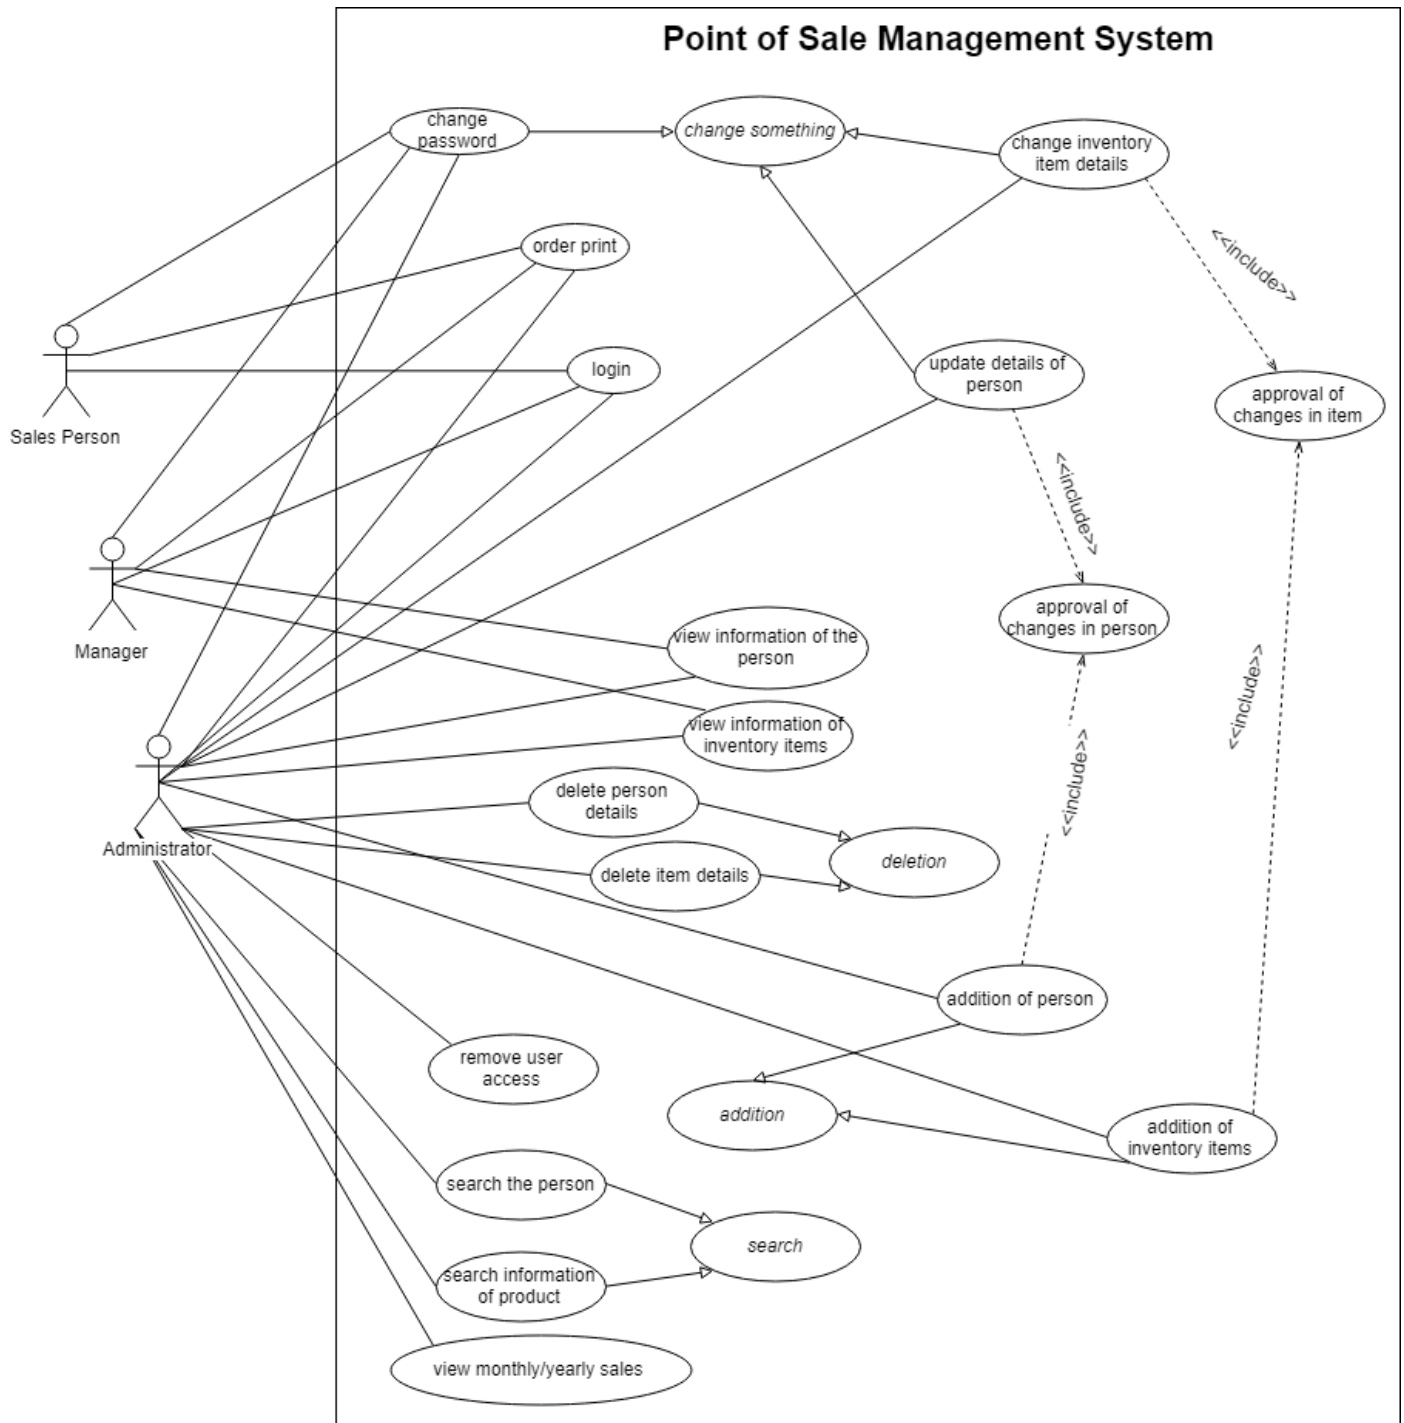 Point of Sale Management System
change
password
change something
change inventory
item details
order print
<<include>>
Sales Person
login
update details of
person
approval of
changes in item
<<include>>
Manager
view information of the
person
approval of
changes in person
<<include>>
view information of
inventory items
<<include>>
delete person
details
Administrator
delete item details
deletion
addition of person
remove user
access
addition
addition of
inventory items
search the person
search
search information
of product
view monthly/yearly sales